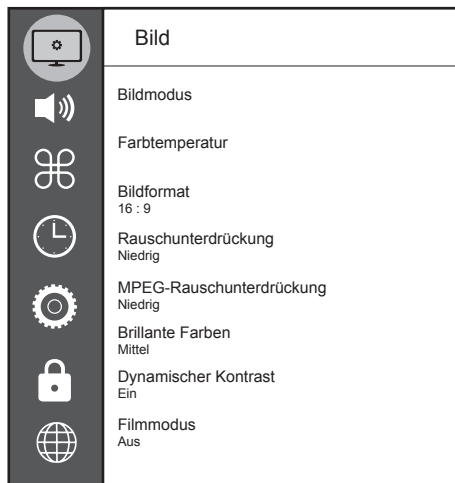 Bild
Bildmodus
Farbtemperatur
Bildformat
16 : 9
Rauschunterdrückung
Niedrig
MPEG-Rauschunterdrückung
Niedrig
Brillante Farben
Mittel
Dynamischer Kontrast
Ein
Filmmodus
Aus